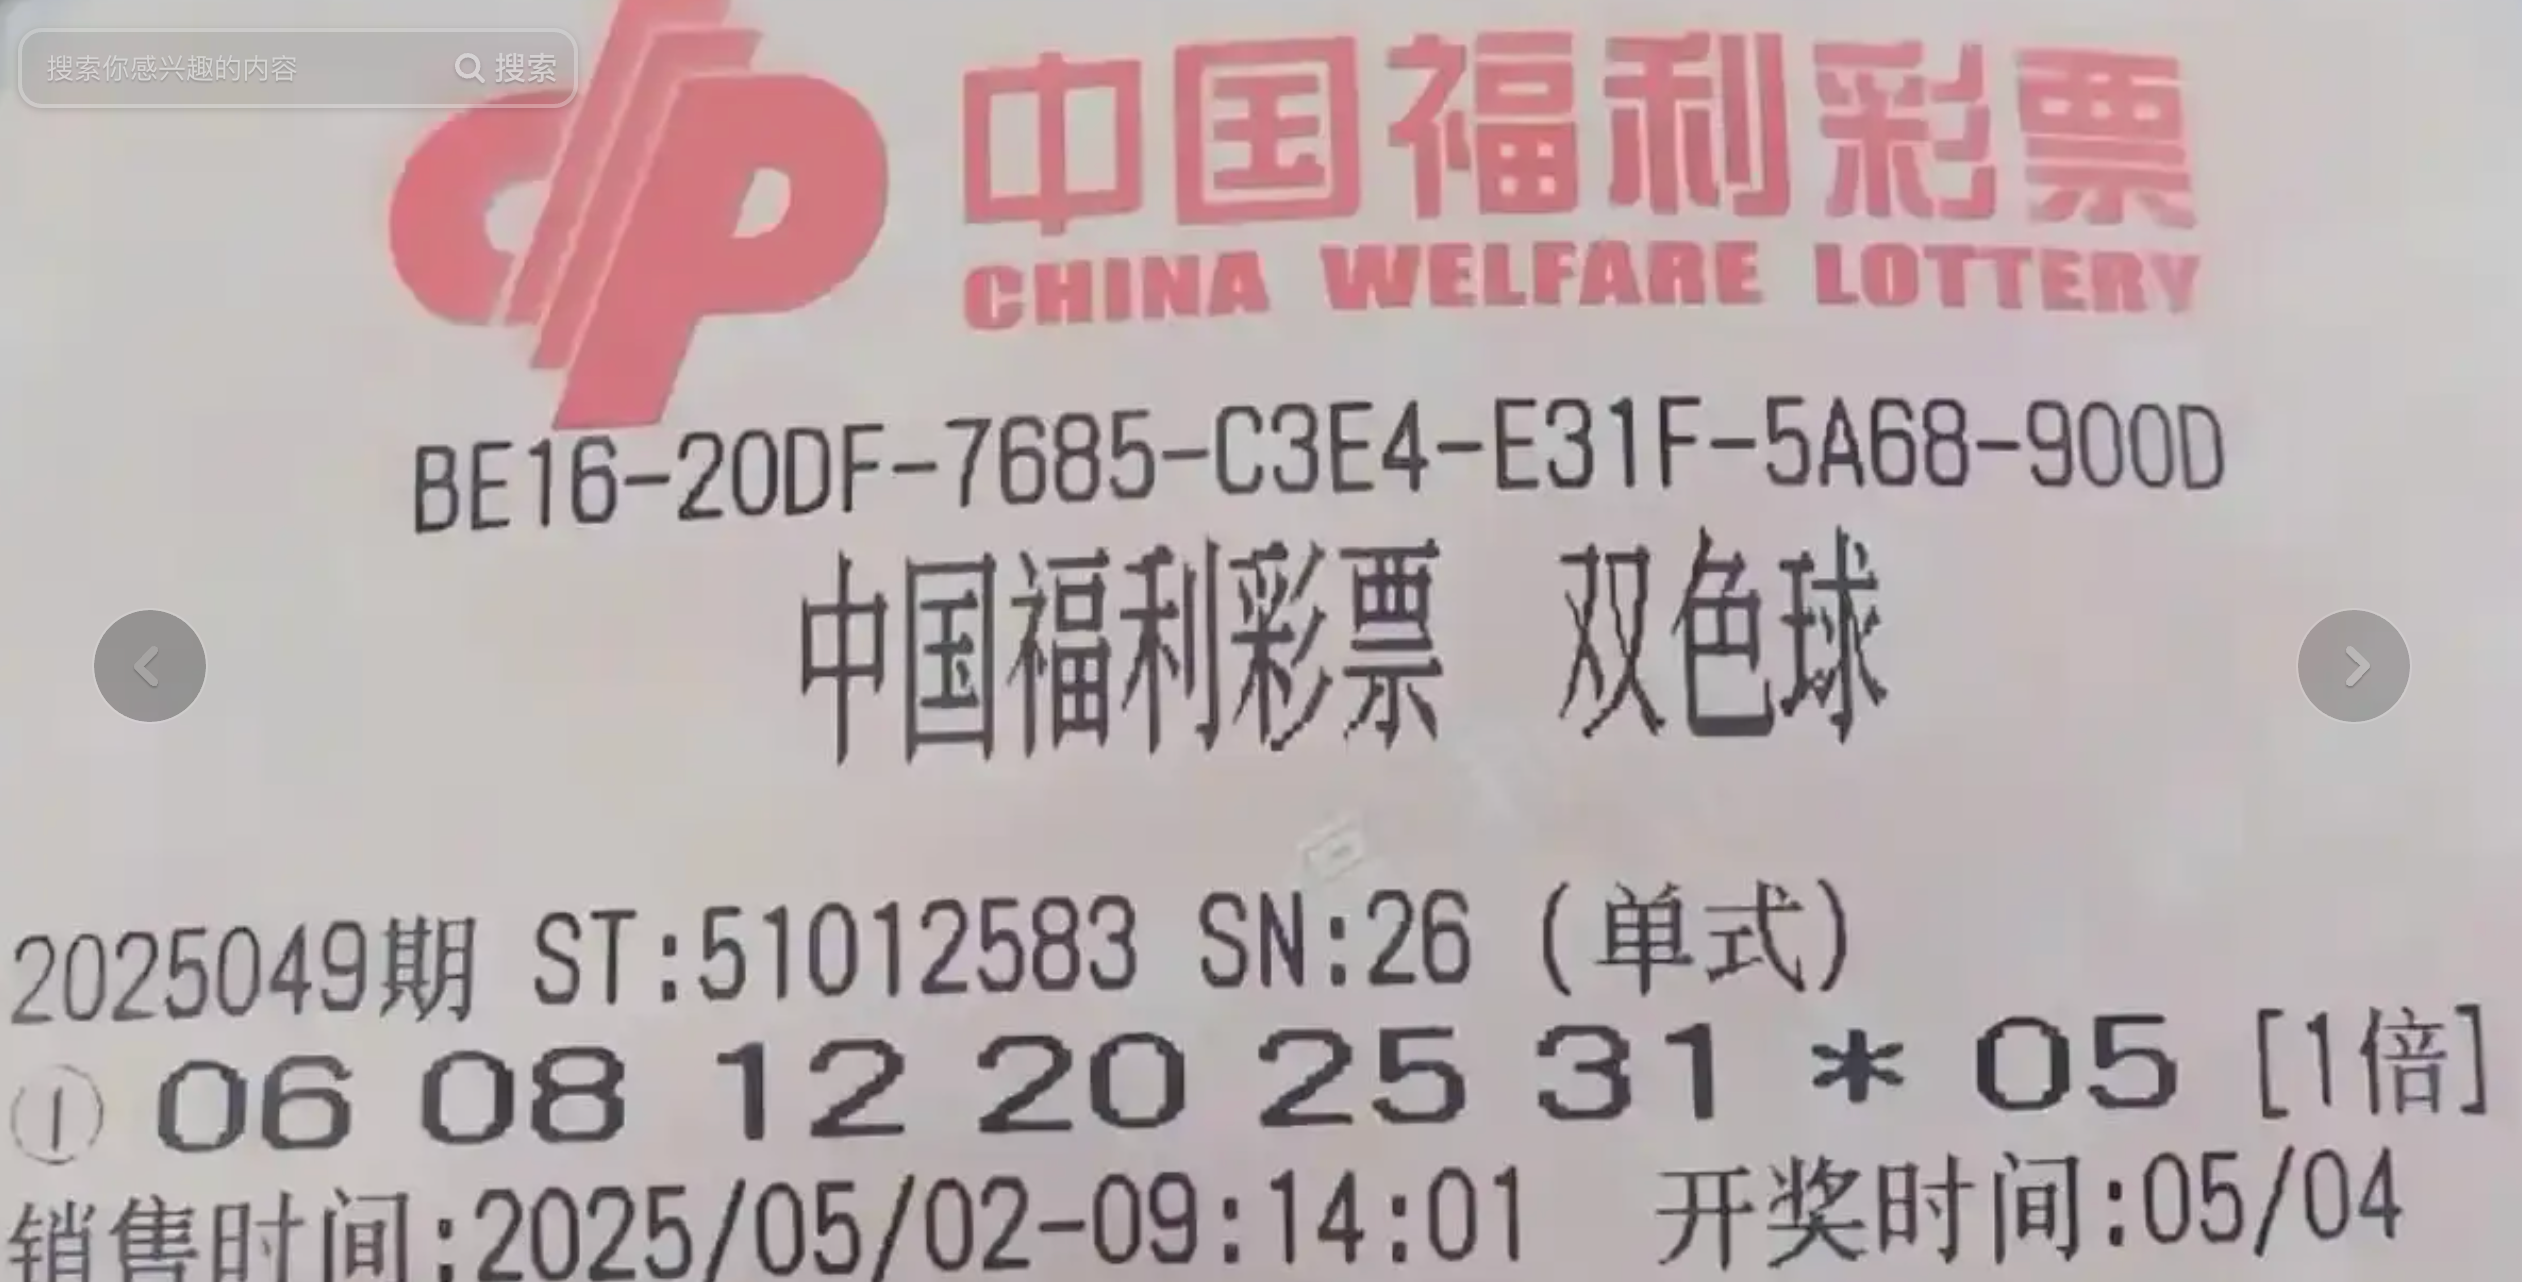 搜索你感兴趣的内容 搜索
中国福利彩票
CHINA WELFARE LOTTERY
BE16-20DF-7685-C3E4-E31F-5A68-900D
中国福利彩票 双色球
2025049期 ST:51012583 SN:26 (单式)
① 06 08 12 20 25 31 * 05 [1倍]
销售时间:2025/05/02-09:14:01 开奖时间:05/04